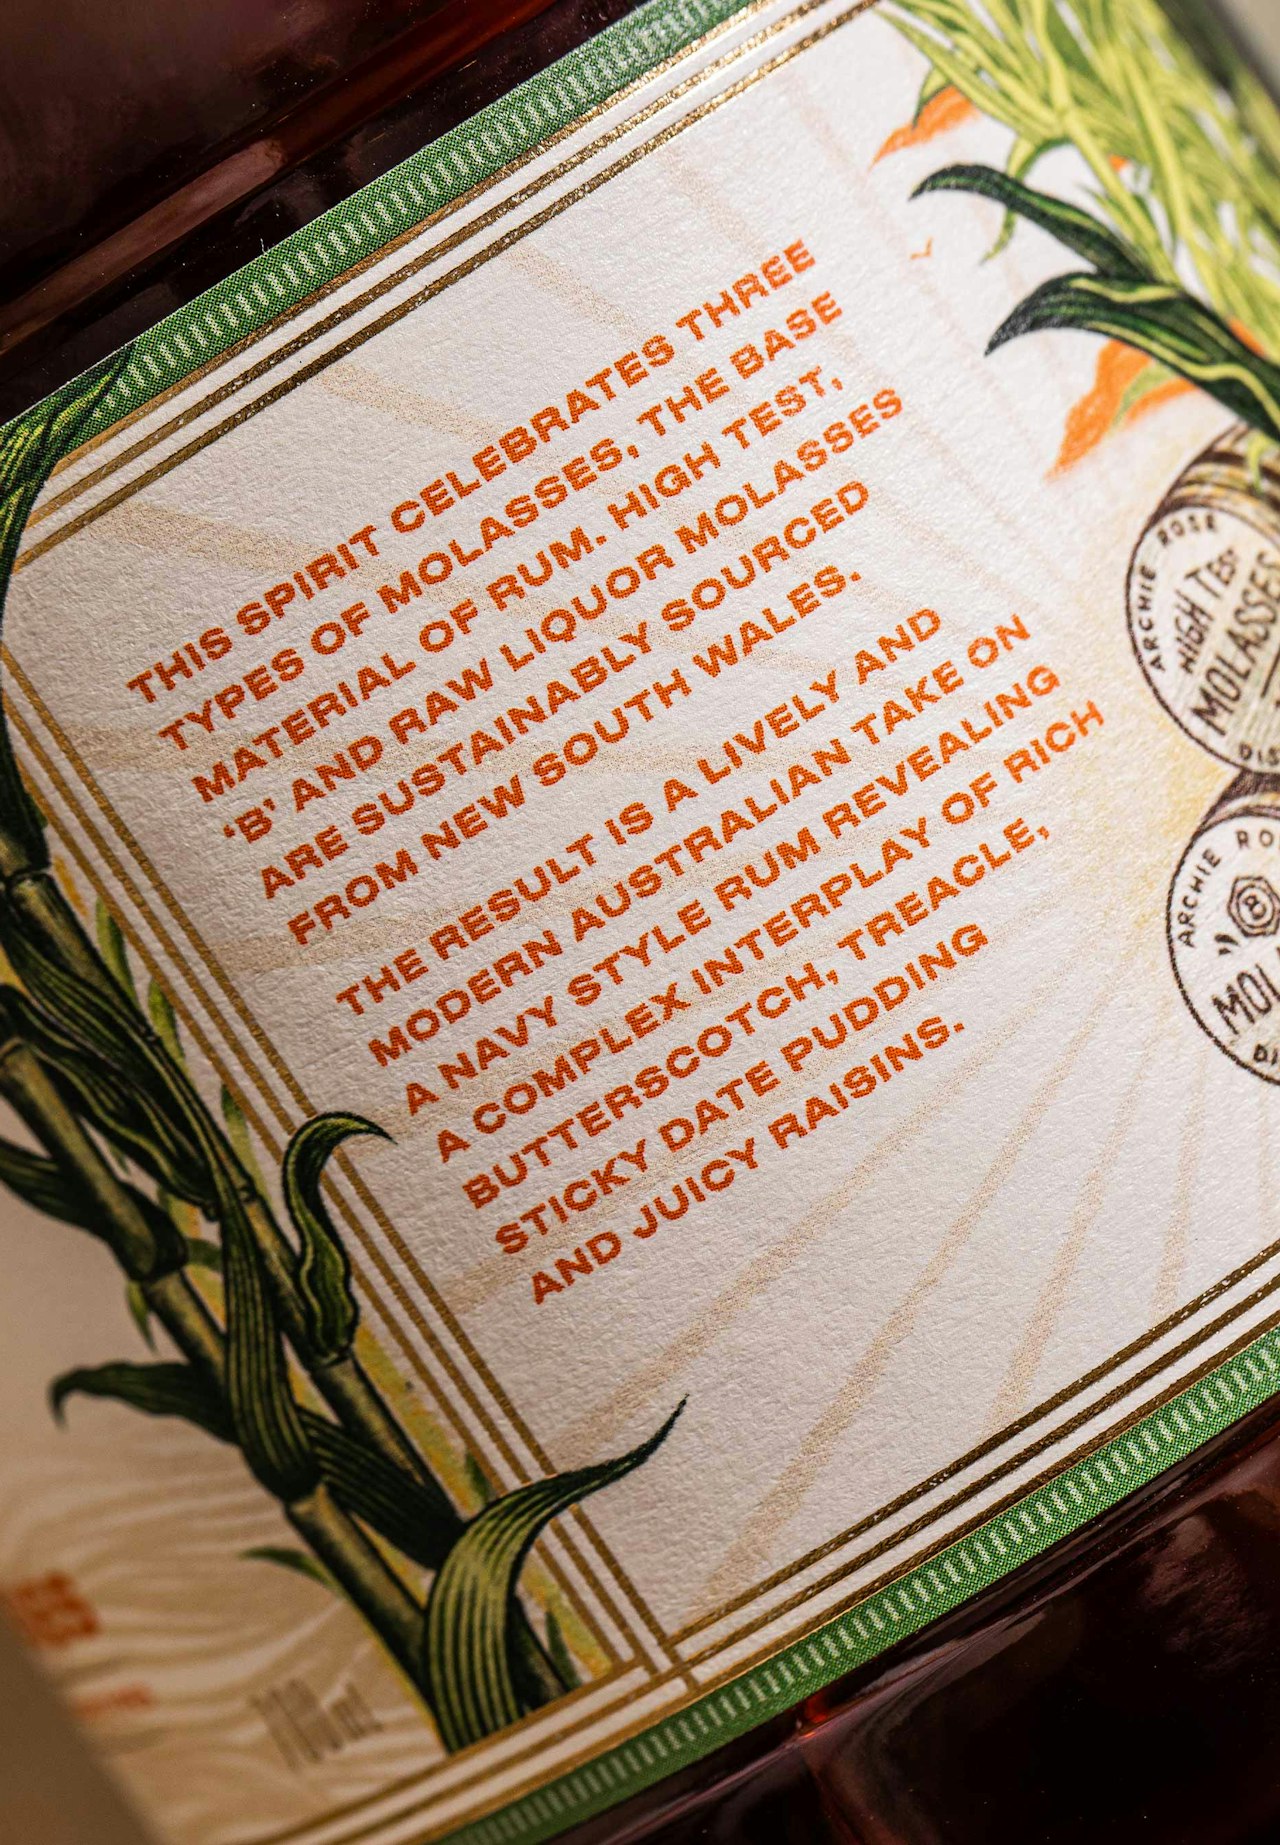 THIS SPIRIT CELEBRATES THREE
TYPES OF MOLASSES, THE BASE
MATERIAL OF RUM. HIGH TEST,
‘B’ AND RAW LIQUOR MOLASSES
ARE SUSTAINABLY SOURCED
FROM NEW SOUTH WALES.
THE RESULT IS A LIVELY AND
MODERN AUSTRALIAN TAKE ON
A NAVY STYLE RUM REVEALING
A COMPLEX INTERPLAY OF RICH
BUTTERSCOTCH, TREACLE,
STICKY DATE PUDDING
AND JUICY RAISINS.
ARCHIE ROSE
HIGH TEST
MOLASSES
ARCHIE
700ml